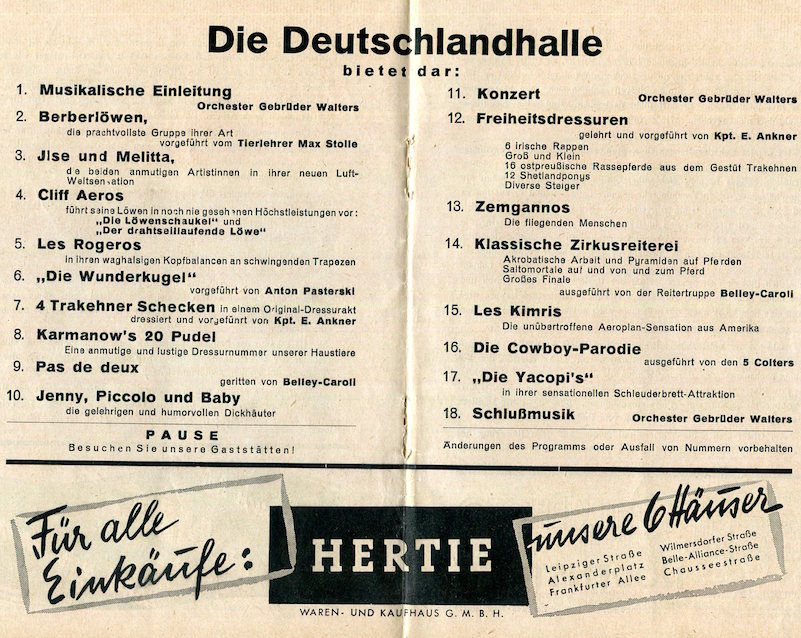 Die Deutschlandhalle
bietet dar:
1. Musikalische Einleitung
Orchester Gebrüder Walters
2. Berberlöwen,
die prachtvollste Gruppe ihrer Art
vorgeführt vom Tierlehrer Max Stolle
3. Jlse und Melitta,
die beiden anmutigen Artistinnen in ihrer neuen Luft-
Weltsensation
4. Cliff Aeros
führt seine Löwen in noch nie gesehenen Höchstleistungen vor:
„Die Löwenschaukel“ und
„Der drahtseillaufende Löwe“
5. Les Rogeros
in ihren waghalsigen Kopfbalancen an schwingenden Trapezen
6. „Die Wunderkugel“
vorgeführt von Anton Pasterski
7. 4 Trakehner Schecken in einem Original-Dressurakt
dressiert und vorgeführt von Kpt. E. Ankner
8. Karmanow's 20 Pudel
Eine anmutige und lustige Dressurnummer unserer Haustiere
9. Pas de deux
geritten von Belley-Caroli
10. Jenny, Piccolo und Baby
die gelehrigen und humorvollen Dickhäuter
PAUSE
Besuchen Sie unsere Gaststätten!
11. Konzert
Orchester Gebrüder Walters
12. Freiheitsdressuren
gelehrt und vorgeführt von Kpt. E. Ankner
6 irische Rappen
Groß und Klein
16 ostpreußische Rassepferde aus dem Gestüt Trakehnen
12 Shetlandponys
Diverse Steiger
13. Zemgannos
Die fliegenden Menschen
14. Klassische Zirkusreiterei
Akrobatische Arbeit und Pyramiden auf Pferden
Saltomortale auf und von und zum Pferd
Großes Finale
ausgeführt von der Reitertruppe Belley-Caroli
15. Les Kimris
Die unübertroffene Aeroplan-Sensation aus Amerika
16. Die Cowboy-Parodie
ausgeführt von den 5 Colters
17. „Die Yacopi's“
in ihrer sensationellen Schleuderbrett-Attraktion
18. Schlußmusik Orchester Gebrüder Walters
Änderungen des Programms oder Ausfall von Nummern vorbehalten
Für alle
Einkäufe:
HERTIE
WAREN- UND KAUFHAUS G. M. B. H.
unsere 6 Häuser
Leipziger Straße
Alexanderplatz
Frankfurter Allee
Wilmersdorfer Straße
Belle-Alliance-Straße
Chausseestraße